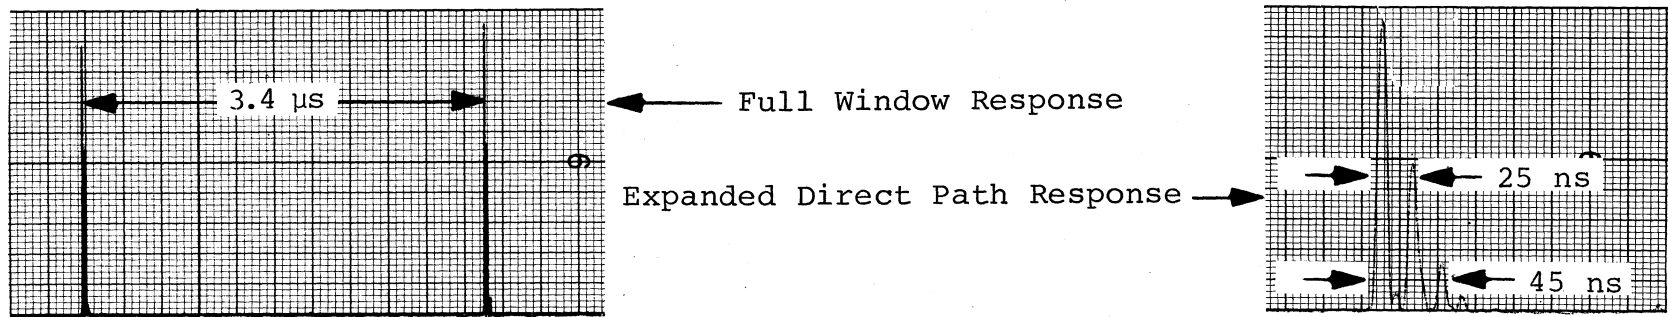 3.4 μs
Full Window Response
Expanded Direct Path Response
25 ns
45 ns